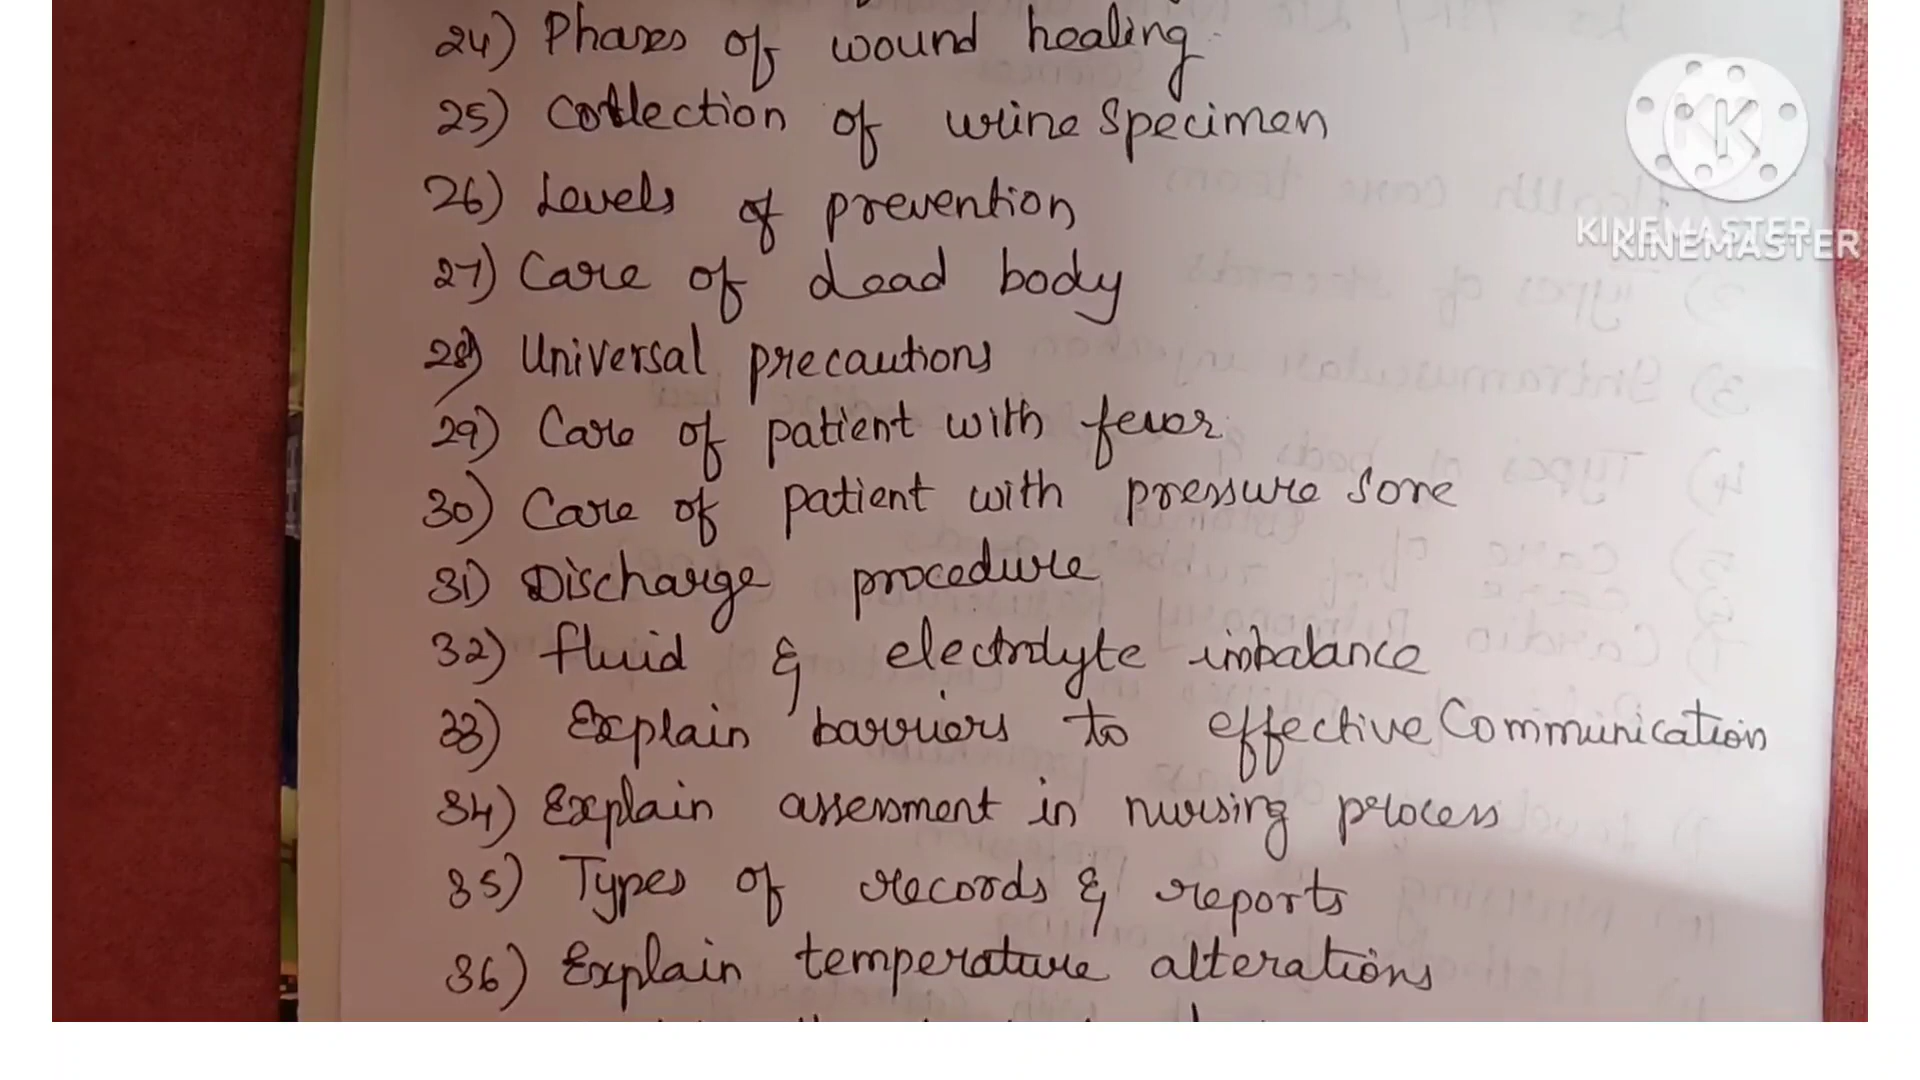 24) Phases of wound healing
25) Collection of urine specimen
26) Levels of prevention
27) Care of dead body
28) Universal precautions
29) Care of patient with fever
30) Care of patient with pressure sore
31) Discharge procedure
32) fluid & electrolyte imbalance
33) Explain barriers to effective Communication
34) Explain assessment in nursing process
35) Types of records & reports
36) Explain temperature alterations
KINEMASTER
KINEMASTER